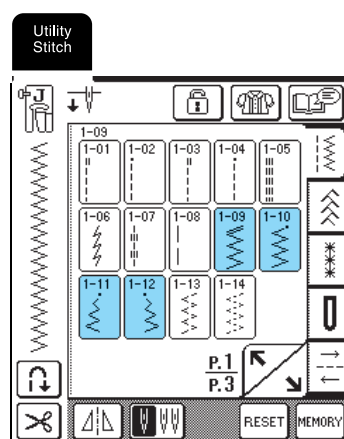 Utility
Stitch
J
1-09
1-01 1-02 1-03 1-04 1-05
1-06 1-07 1-08 1-09 1-10
1-11 1-12 1-13 1-14
P.1
P.3
RESET MEMORY